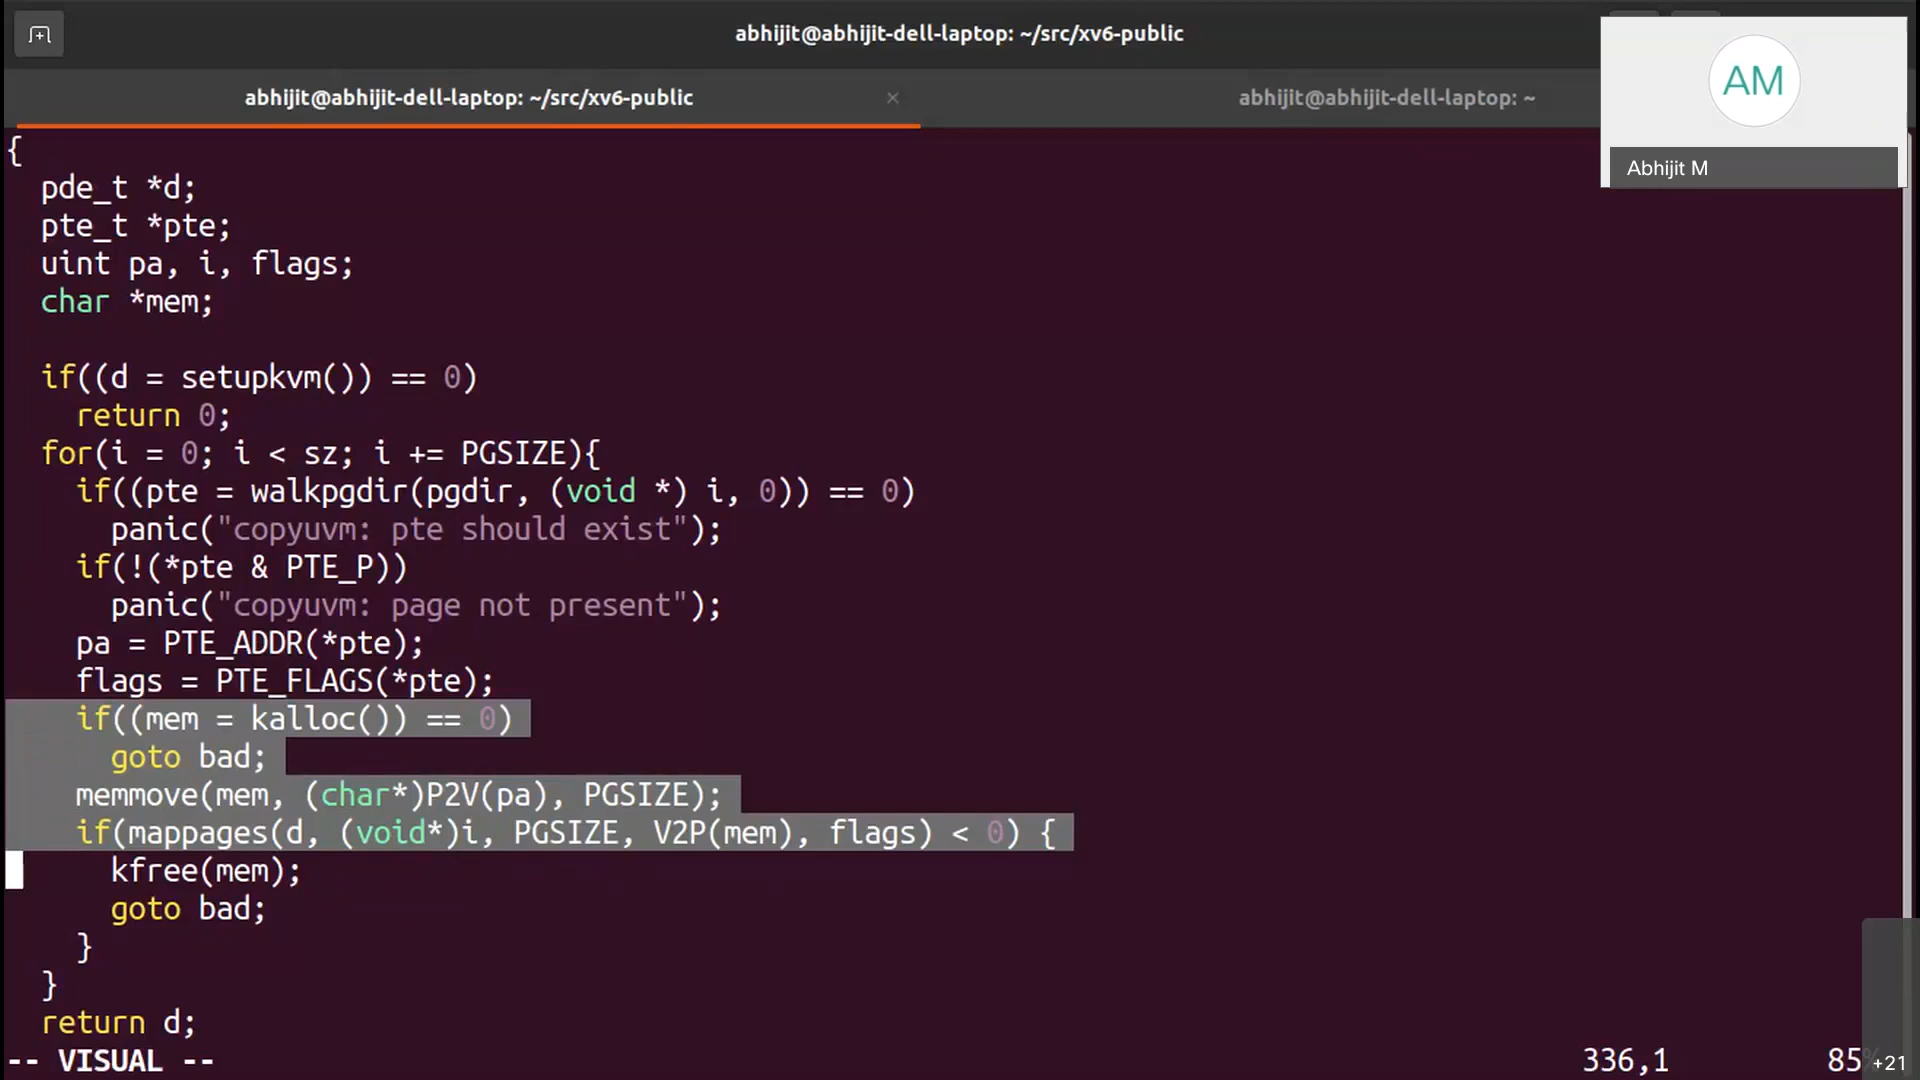 abhijit@abhijit-dell-laptop: ~/src/xv6-public
abhijit@abhijit-dell-laptop: ~/src/xv6-public
abhijit@abhijit-dell-laptop: ~
AM
Abhijit M
{
  pde_t *d;
  pte_t *pte;
  uint pa, i, flags;
  char *mem;

  if((d = setupkvm()) == 0)
    return 0;
  for(i = 0; i < sz; i += PGSIZE){
    if((pte = walkpgdir(pgdir, (void *) i, 0)) == 0)
      panic("copyuvm: pte should exist");
    if(!(*pte & PTE_P))
      panic("copyuvm: page not present");
    pa = PTE_ADDR(*pte);
    flags = PTE_FLAGS(*pte);
    if((mem = kalloc()) == 0)
      goto bad;
    memmove(mem, (char*)P2V(pa), PGSIZE);
    if(mappages(d, (void*)i, PGSIZE, V2P(mem), flags) < 0) {
      kfree(mem);
      goto bad;
    }
  }
  return d;
-- VISUAL --
336,1
85%
+21